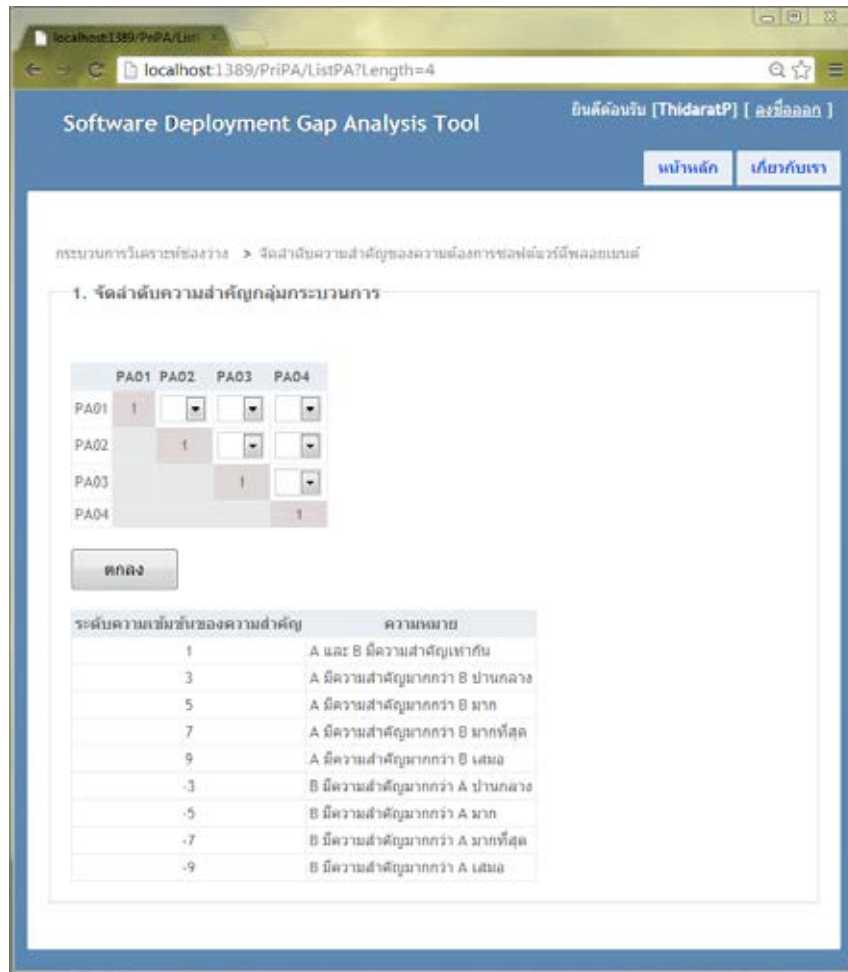 localhost:1389/PriPA/List
localhost:1389/PriPA/ListPA?Length=4
Software Deployment Gap Analysis Tool
ยินดีต้อนรับ [ThidaratP] [ ลงชื่อออก ]
หน้าหลัก เกี่ยวกับเรา
กระบวนการวิเคราะห์ช่องว่าง > จัดลำดับความสำคัญของความต้องการซอฟต์แวร์ดีพลอยเมนต์
1. จัดลำดับความสำคัญกลุ่มกระบวนการ
PA01 PA02 PA03 PA04
PA01 1
PA02 1
PA03 1
PA04 1
ตกลง
ระดับความเข้มข้นของความสำคัญ ความหมาย
1 A และ B มีความสำคัญเท่ากัน
3 A มีความสำคัญมากกว่า B ปานกลาง
5 A มีความสำคัญมากกว่า B มาก
7 A มีความสำคัญมากกว่า B มากที่สุด
9 A มีความสำคัญมากกว่า B เสมอ
-3 B มีความสำคัญมากกว่า A ปานกลาง
-5 B มีความสำคัญมากกว่า A มาก
-7 B มีความสำคัญมากกว่า A มากที่สุด
-9 B มีความสำคัญมากกว่า A เสมอ